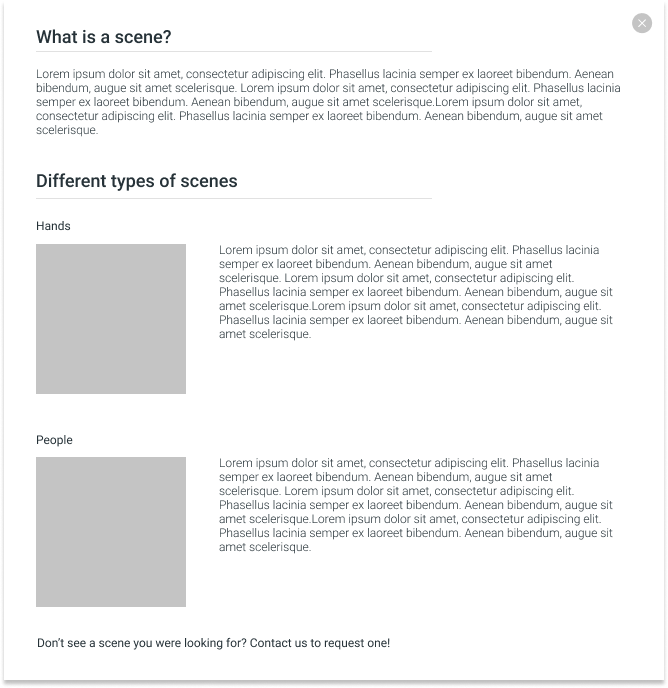 What is a scene?
Lorem ipsum dolor sit amet, consectetur adipiscing elit. Phasellus lacinia semper ex laoreet bibendum. Aenean
bibendum, augue sit amet scelerisque. Lorem ipsum dolor sit amet, consectetur adipiscing elit. Phasellus lacinia
semper ex laoreet bibendum. Aenean bibendum, augue sit amet scelerisque.Lorem ipsum dolor sit amet,
consectetur adipiscing elit. Phasellus lacinia semper ex laoreet bibendum. Aenean bibendum, augue sit amet
scelerisque.
Different types of scenes
Hands
Lorem ipsum dolor sit amet, consectetur adipiscing elit. Phasellus lacinia
semper ex laoreet bibendum. Aenean bibendum, augue sit amet
scelerisque. Lorem ipsum dolor sit amet, consectetur adipiscing elit.
Phasellus lacinia semper ex laoreet bibendum. Aenean bibendum, augue sit
amet scelerisque.Lorem ipsum dolor sit amet, consectetur adipiscing elit.
Phasellus lacinia semper ex laoreet bibendum. Aenean bibendum, augue sit
amet scelerisque.
People
Lorem ipsum dolor sit amet, consectetur adipiscing elit. Phasellus lacinia
semper ex laoreet bibendum. Aenean bibendum, augue sit amet
scelerisque. Lorem ipsum dolor sit amet, consectetur adipiscing elit.
Phasellus lacinia semper ex laoreet bibendum. Aenean bibendum, augue sit
amet scelerisque.Lorem ipsum dolor sit amet, consectetur adipiscing elit.
Phasellus lacinia semper ex laoreet bibendum. Aenean bibendum, augue sit
amet scelerisque.
Don’t see a scene you were looking for? Contact us to request one!